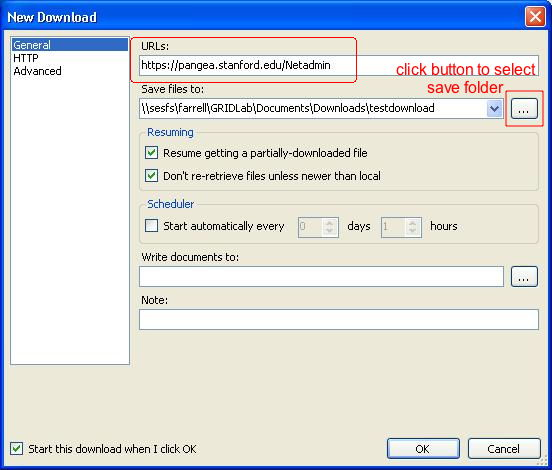 New Download
General
HTTP
Advanced
URLs:
https://pangea.stanford.edu/Netadmin
click button to select
save folder
Save files to:
\\sesfs\farrell\GRIDLab\Documents\Downloads\testdownload
...
Resuming
Resume getting a partially-downloaded file
Don't re-retrieve files unless newer than local
Scheduler
Start automatically every 0 days 1 hours
Write documents to:
...
Note:
Start this download when I click OK
OK Cancel